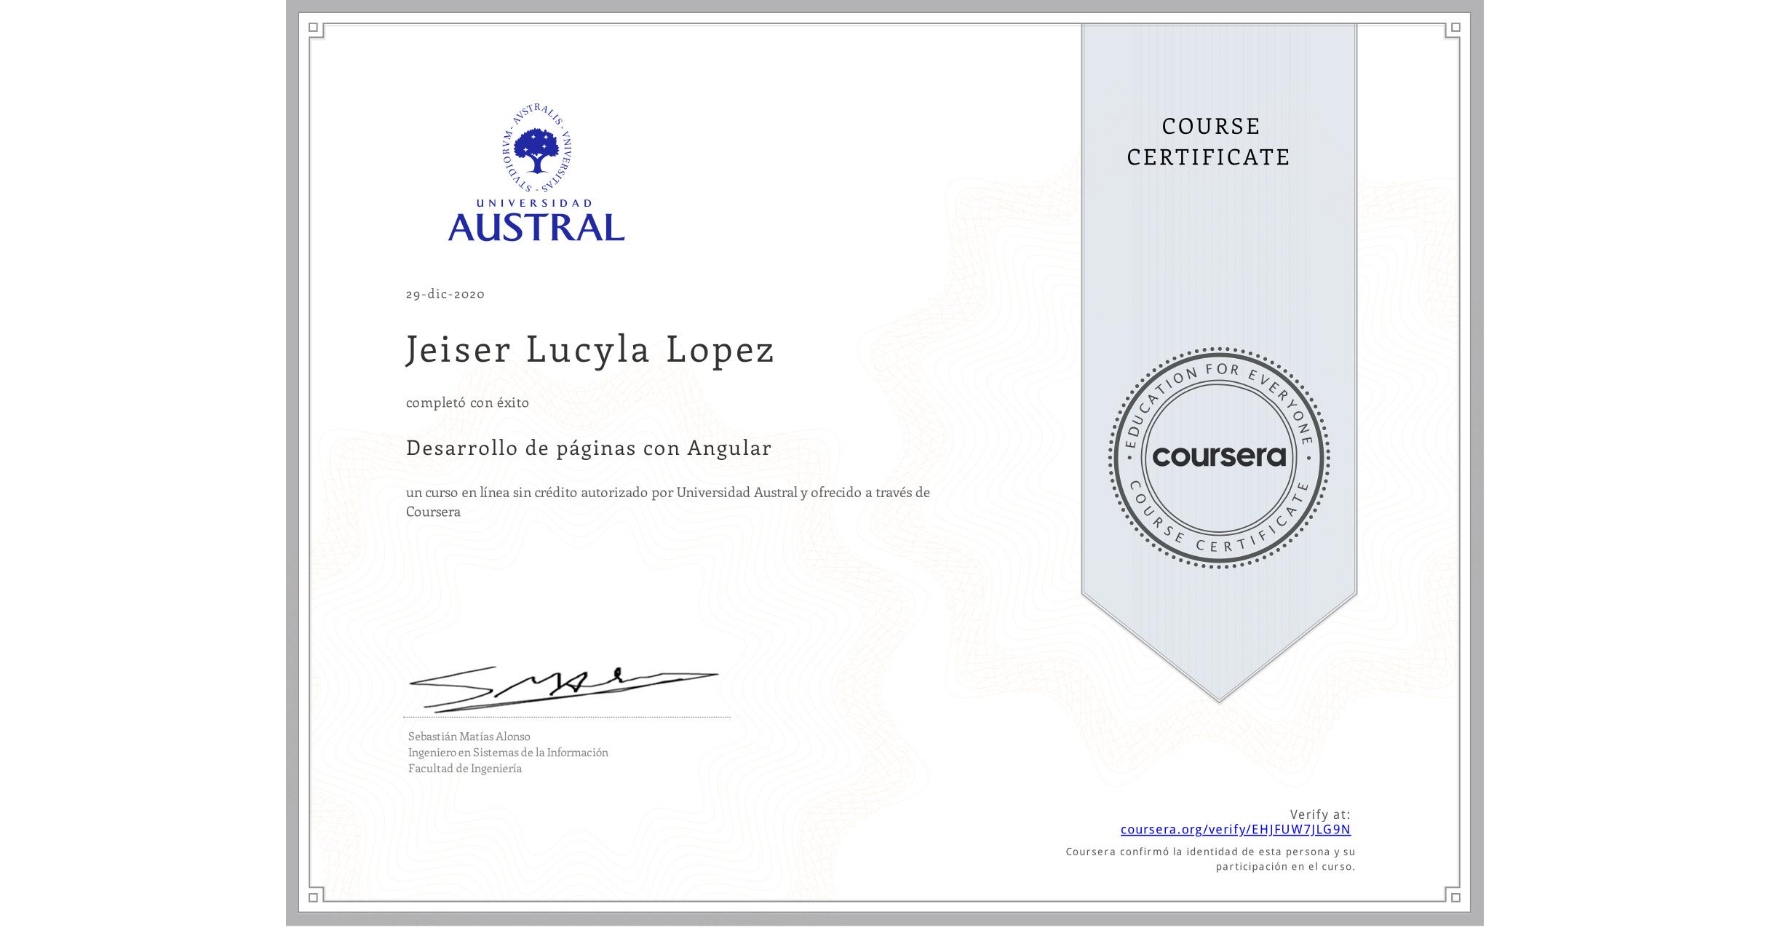 STVDIORVM · AVSTRALIS · VNIVERSITAS ·
UNIVERSIDAD
AUSTRAL
COURSE
CERTIFICATE
29-dic-2020
Jeiser Lucyla Lopez
completó con éxito
Desarrollo de páginas con Angular
un curso en línea sin crédito autorizado por Universidad Austral y ofrecido a través de
Coursera
EDUCATION FOR EVERYONE
coursera
COURSE CERTIFICATE
Sebastián Matías Alonso
Ingeniero en Sistemas de la Información
Facultad de Ingeniería
Verify at:
coursera.org/verify/EHJFUW7JLG9N
Coursera confirmó la identidad de esta persona y su
participación en el curso.